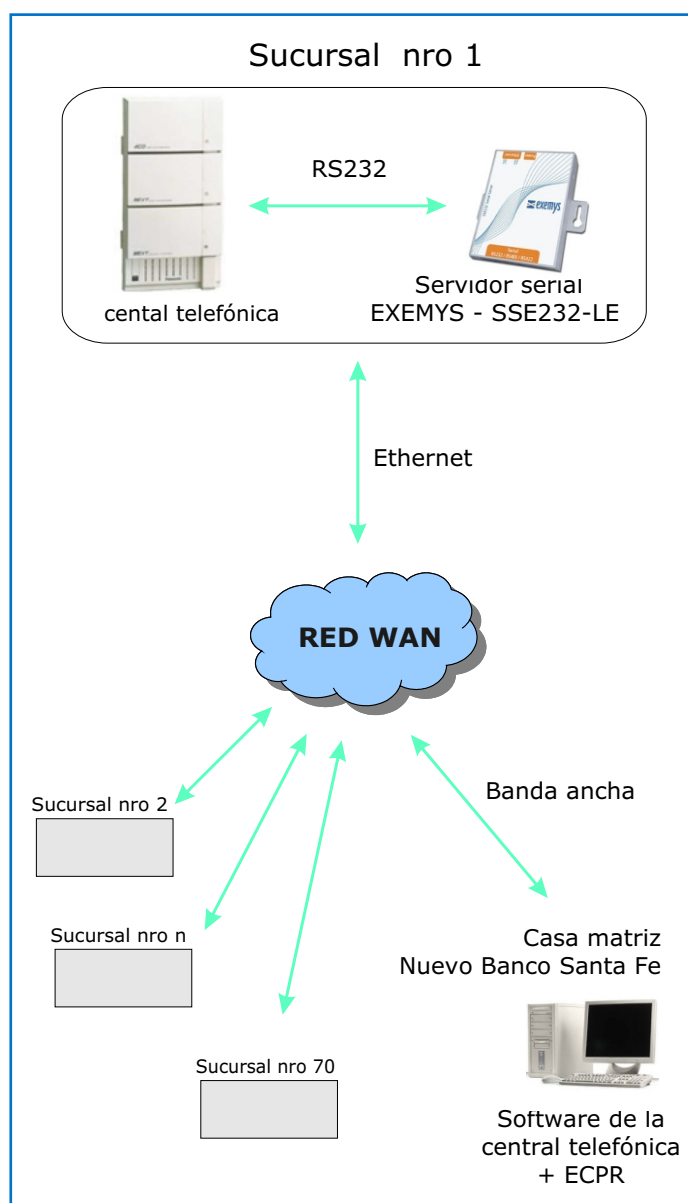 Sucursal nro 1
RS232
exemys
cental telefónica
Servidor serial
EXEMYS - SSE232-LE
Ethernet
RED WAN
Banda ancha
Sucursal nro 2
Sucursal nro n
Sucursal nro 70
Casa matriz
Nuevo Banco Santa Fe
Software de la
central telefónica
+ ECPR